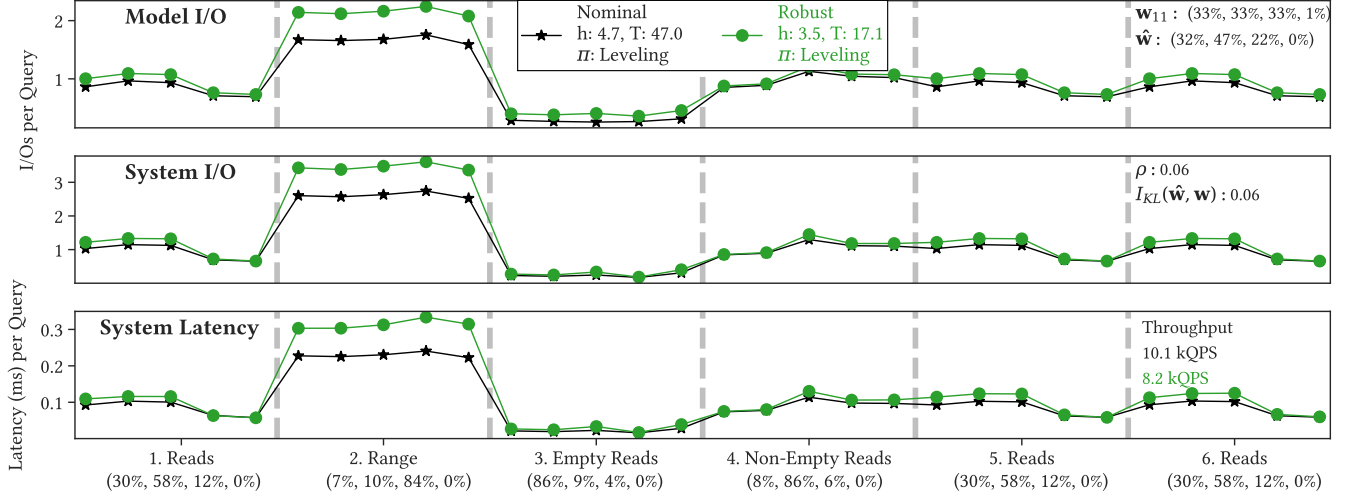 Model I/O
2
1
Nominal
h: 4.7, T: 47.0
π: Leveling
Robust
h: 3.5, T: 17.1
π: Leveling
w11 : (33%, 33%, 33%, 1%)
ŵ : (32%, 47%, 22%, 0%)
I/Os per Query
System I/O
3
2
1
ρ : 0.06
IKL(ŵ, w) : 0.06
Latency (ms) per Query
System Latency
0.3
0.2
0.1
Throughput
10.1 kQPS
8.2 kQPS
1. Reads
(30%, 58%, 12%, 0%)
2. Range
(7%, 10%, 84%, 0%)
3. Empty Reads
(86%, 9%, 4%, 0%)
4. Non-Empty Reads
(8%, 86%, 6%, 0%)
5. Reads
(30%, 58%, 12%, 0%)
6. Reads
(30%, 58%, 12%, 0%)